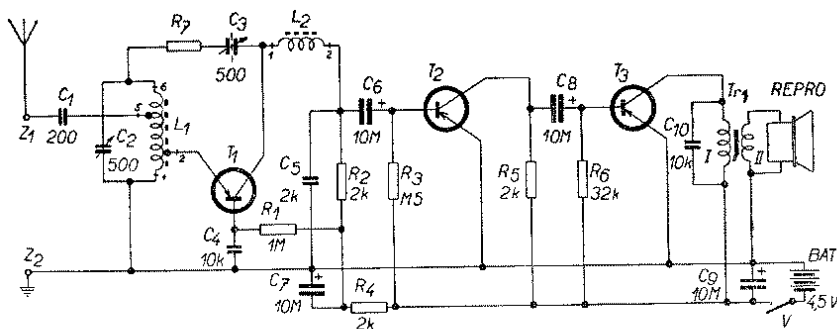 R7
C3
500
L2
1
2
C1
200
Z1
C2
500
6
5
L1
2
1
T1
C4
10k
R1
1M
C5
2k
R2
2k
C6
+
10M
R3
M5
T2
C8
+
10M
R5
2k
R6
32k
T3
C10
10k
Tr1
I
II
REPRO
Z2
C7
+
10M
R4
2k
C9
+
10M
V
BAT
4,5V